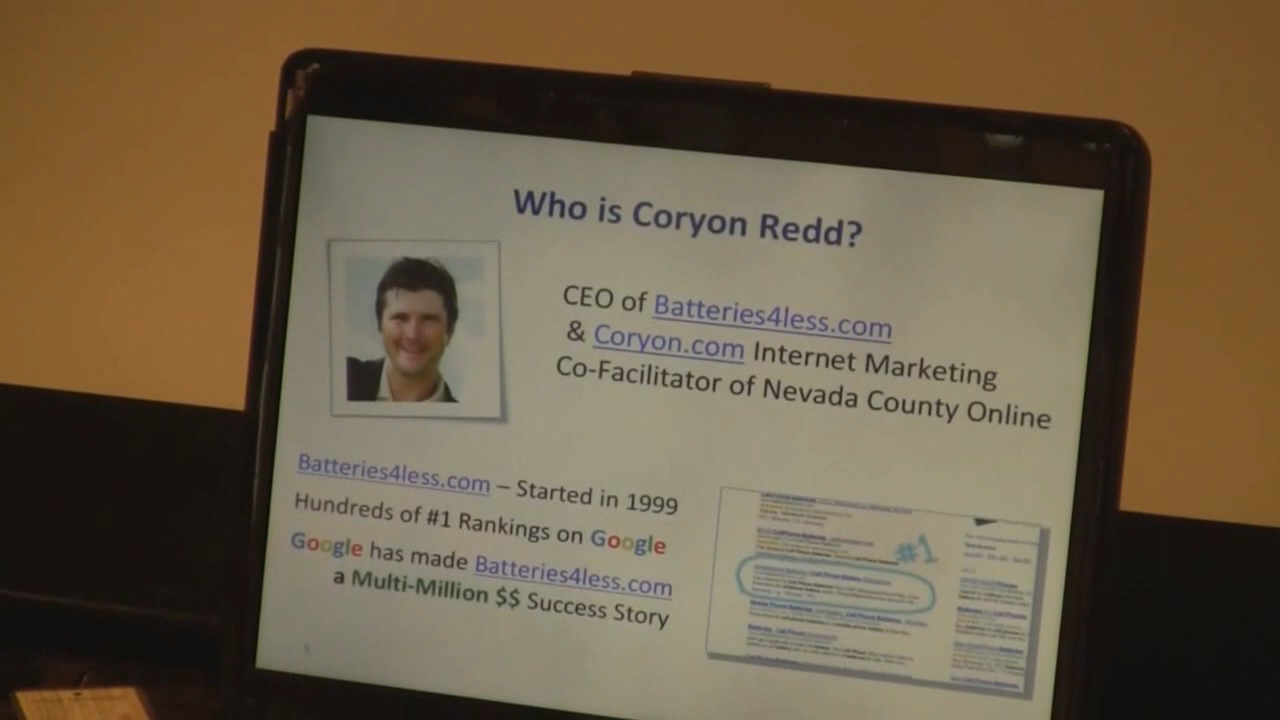 Who is Coryon Redd?
CEO of Batteries4less.com
& Coryon.com Internet Marketing
Co-Facilitator of Nevada County Online
Batteries4less.com – Started in 1999
Hundreds of #1 Rankings on Google
Google has made Batteries4less.com
a Multi-Million $$ Success Story
#1